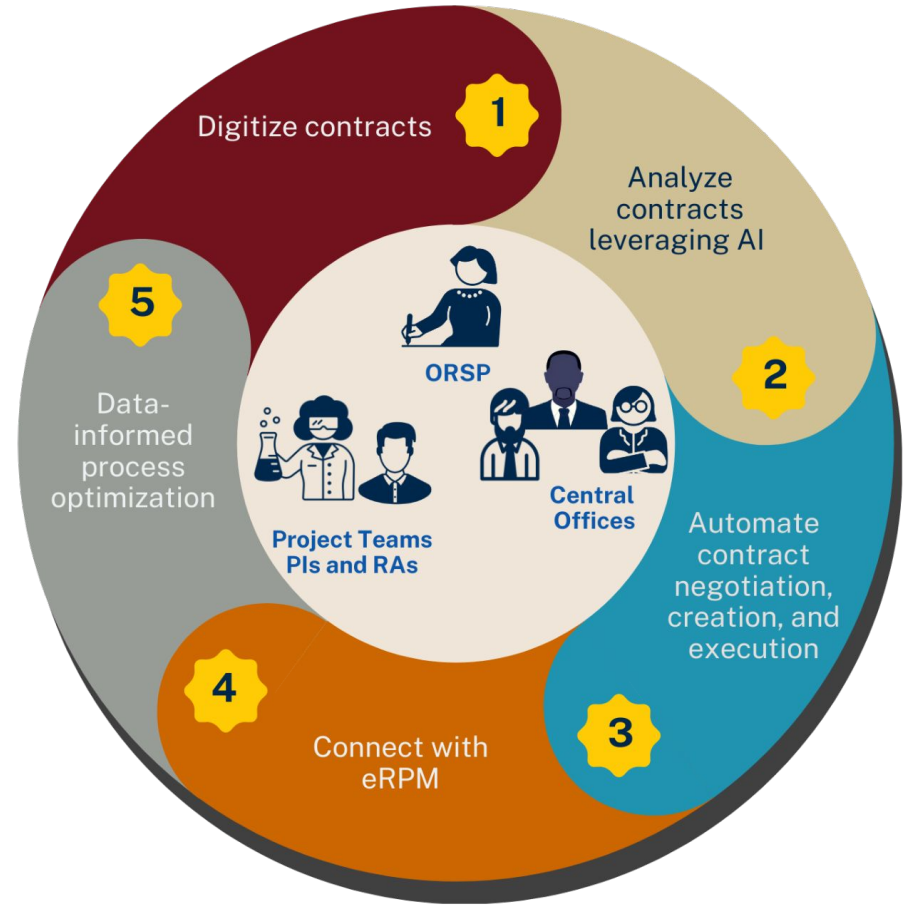 1
Digitize contracts
Analyze
contracts
leveraging AI
2
Automate
contract
negotiation,
creation, and
execution
3
Connect with
eRPM
4
5
Data-
informed
process
optimization
ORSP
Central
Offices
Project Teams
PIs and RAs